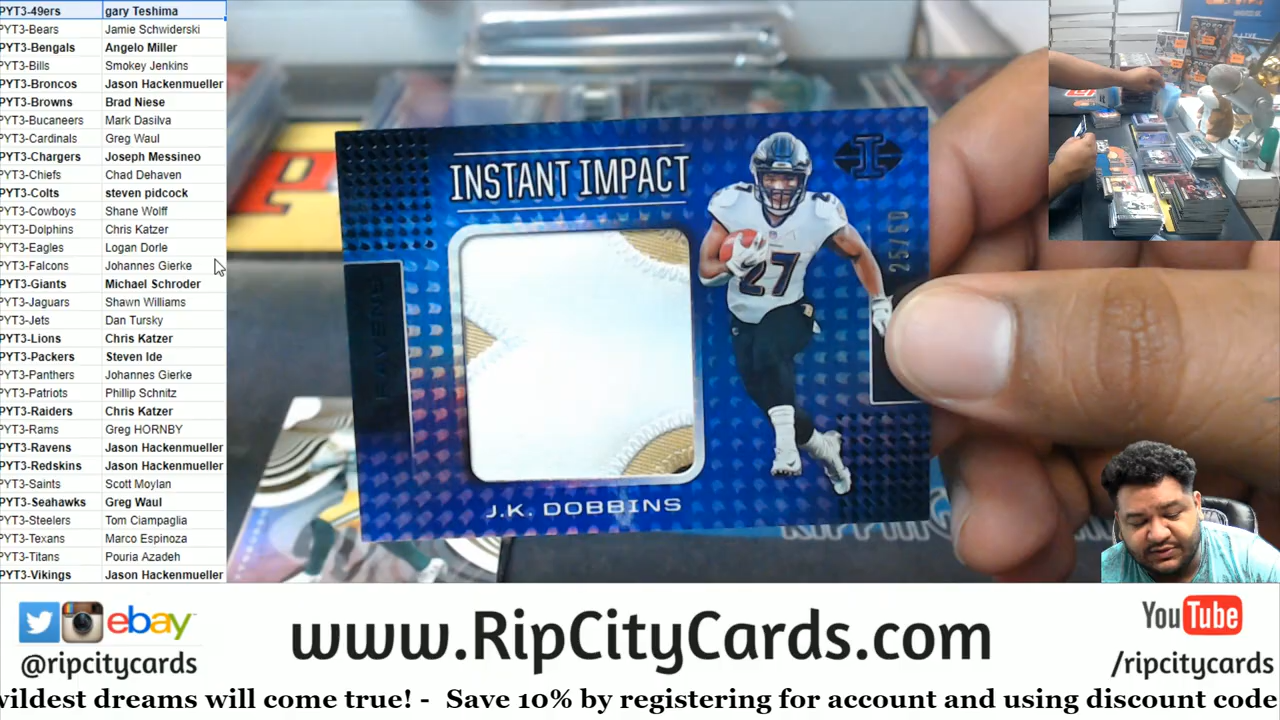 PYT3-49ers gary Teshima
PYT3-Bears Jamie Schwiderski
PYT3-Bengals Angelo Miller
PYT3-Bills Smokey Jenkins
PYT3-Broncos Jason Hackenmueller
PYT3-Browns Brad Niese
PYT3-Bucaneers Mark Dasilva
PYT3-Cardinals Greg Waul
PYT3-Chargers Joseph Messineo
PYT3-Chiefs Chad Dehaven
PYT3-Colts steven pidcock
PYT3-Cowboys Shane Wolff
PYT3-Dolphins Chris Katzer
PYT3-Eagles Logan Dorle
PYT3-Falcons Johannes Gierke
PYT3-Giants Michael Schroder
PYT3-Jaguars Shawn Williams
PYT3-Jets Dan Tursky
PYT3-Lions Chris Katzer
PYT3-Packers Steven Ide
PYT3-Panthers Johannes Gierke
PYT3-Patriots Phillip Schnitz
PYT3-Raiders Chris Katzer
PYT3-Rams Greg HORNBY
PYT3-Ravens Jason Hackenmueller
PYT3-Redskins Jason Hackenmueller
PYT3-Saints Scott Moylan
PYT3-Seahawks Greg Waul
PYT3-Steelers Tom Ciampaglia
PYT3-Texans Marco Espinoza
PYT3-Titans Pouria Azadeh
PYT3-Vikings Jason Hackenmueller
INSTANT IMPACT
I
25/50
RAVENS
27
J.K. DOBBINS
ebay
@ripcitycards
www.RipCityCards.com
YouTube
/ripcitycards
wildest dreams will come true! - Save 10% by registering for account and using discount code